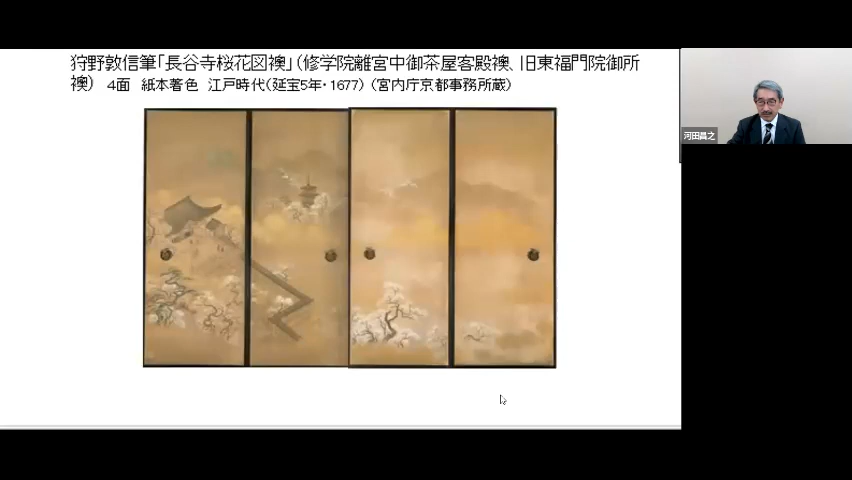 狩野敦信筆「長谷寺桜花図襖」(修学院離宮中御茶屋客殿襖、旧東福門院御所
襖) 4面 紙本著色 江戸時代(延宝5年・1677) (宮内庁京都事務所蔵)
河田昌之